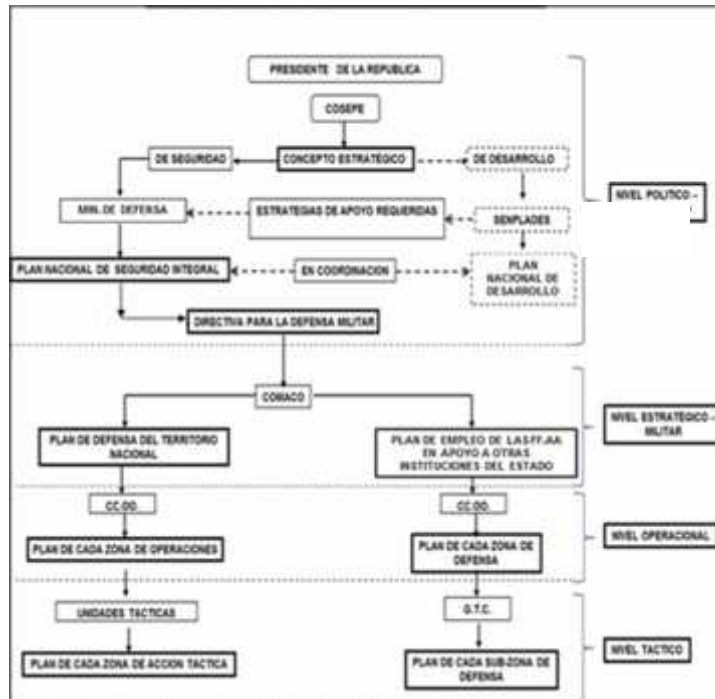 PRESIDENTE DE LA REPUBLICA
COSEPE
DE SEGURIDAD
CONCEPTO ESTRATÉGICO
DE DESARROLLO
NIVEL POLITICO –
MIN. DE DEFENSA
ESTRATEGIAS DE APOYO REQUERIDAS
SENPLADES
PLAN NACIONAL DE SEGURIDAD INTEGRAL
EN COORDINACION
PLAN
NACIONAL DE
DESARROLLO
DIRECTIVA PARA LA DEFENSA MILITAR
COMACO
NIVEL ESTRATÉGICO –
MILITAR
PLAN DE DEFENSA DEL TERRITORIO
NACIONAL
PLAN DE EMPLEO DE LAS FF.AA
EN APOYO A OTRAS
INSTITUCIONES DEL ESTADO
CC.OO.
CC.OO.
NIVEL OPERACIONAL
PLAN DE CADA ZONA DE OPERACIONES
PLAN DE CADA ZONA DE
DEFENSA
UNIDADES TACTICAS
G.T.C.
NIVEL TACTICO
PLAN DE CADA ZONA DE ACCION TACTICA
PLAN DE CADA SUB-ZONA DE
DEFENSA